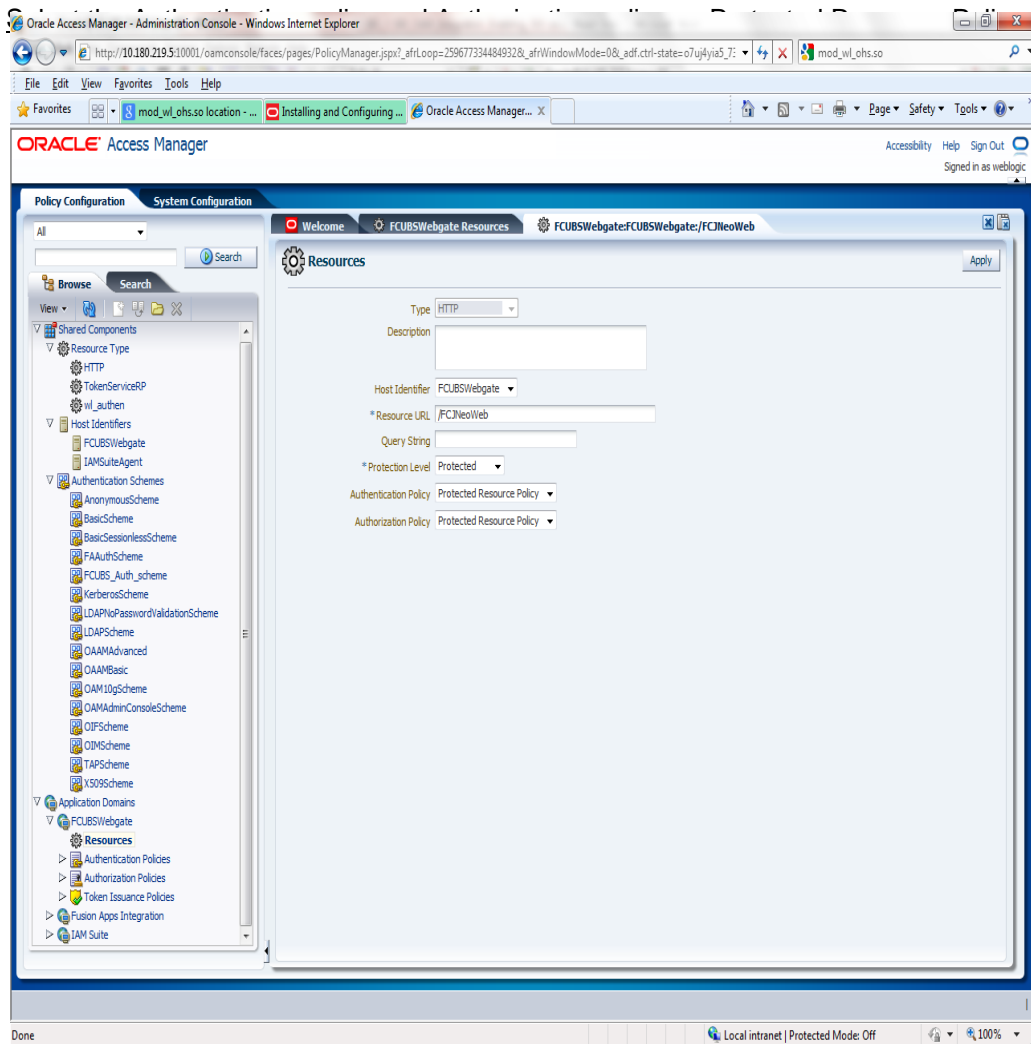 Oracle Access Manager - Administration Console - Windows Internet Explorer
http://10.180.219.5:10001/oamconsole/faces/pages/PolicyManager.jspx?_afrLoop=259677334484932&_afrWindowMode=0&_adf.ctrl-state=o7uj4yia5_73
mod_wl_ohs.so
File Edit View Favorites Tools Help
Favorites mod_wl_ohs.so location - ... Installing and Configuring ... Oracle Access Manager... X Page Safety Tools
ORACLE Access Manager
Accessibility Help Sign Out
Signed in as weblogic
Policy Configuration System Configuration
All
Search
Browse Search
View
Shared Components
Resource Type
HTTP
TokenServiceRP
wl_authen
Host Identifiers
FCUBSWebgate
IAMSuiteAgent
Authentication Schemes
AnonymousScheme
BasicScheme
BasicSessionlessScheme
FAAuthScheme
FCUBS_Auth_scheme
KerberosScheme
LDAPNoPasswordValidationScheme
LDAPScheme
OAAMAdvanced
OAAMBasic
OAM10gScheme
OAMAdminConsoleScheme
OIFScheme
OIMScheme
TAPScheme
X509Scheme
Application Domains
FCUBSWebgate
Resources
Authentication Policies
Authorization Policies
Token Issuance Policies
Fusion Apps Integration
IAM Suite
Welcome FCUBSWebgate Resources FCUBSWebgate:FCUBSWebgate:/FCJNeoWeb
Resources
Apply
Type HTTP
Description
Host Identifier FCUBSWebgate
* Resource URL /FCJNeoWeb
Query String
* Protection Level Protected
Authentication Policy Protected Resource Policy
Authorization Policy Protected Resource Policy
Done
Local intranet | Protected Mode: Off
100%